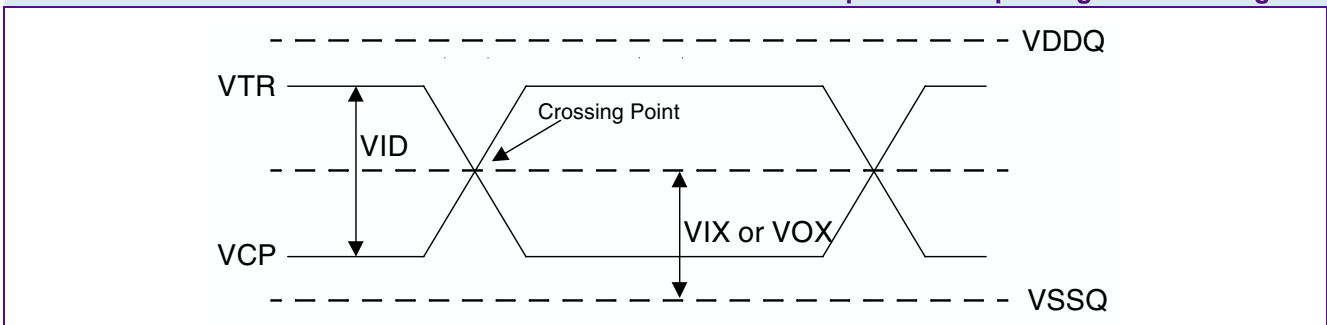 VDDQ
VTR
Crossing Point
VID
VIX or VOX
VCP
VSSQ